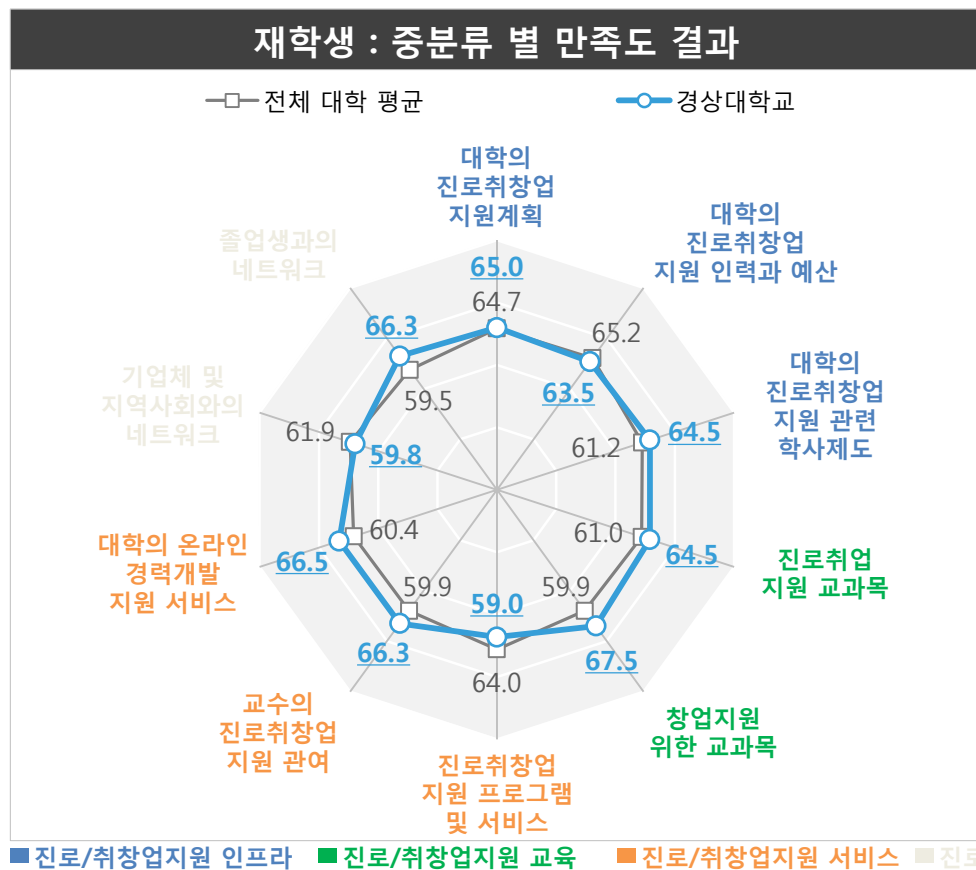 재학생 : 중분류 별 만족도 결과
전체 대학 평균
경상대학교
대학의
진로취창업
지원계획
65.0
64.7
대학의
진로취창업
지원 인력과 예산
65.2
63.5
대학의
진로취창업
지원 관련
학사제도
64.5
61.2
진로취업
지원 교과목
64.5
61.0
창업지원
위한 교과목
67.5
59.9
진로취창업
지원 프로그램
및 서비스
59.0
64.0
교수의
진로취창업
지원 관여
66.3
59.9
대학의 온라인
경력개발
지원 서비스
66.5
60.4
기업체 및
지역사회와의
네트워크
61.9
59.8
졸업생과의
네트워크
66.3
59.5
진로/취창업지원 인프라
진로/취창업지원 교육
진로/취창업지원 서비스
진로